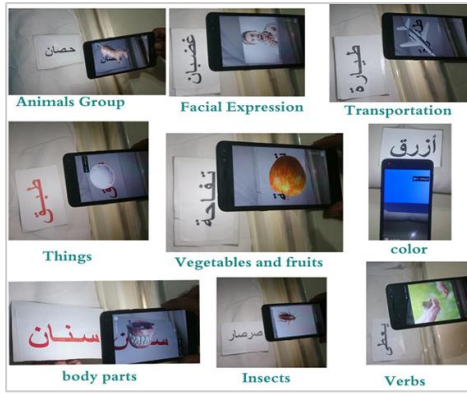 حصان
غضبان
طيارة
Animals Group
Facial Expression
Transportation
طبق
تفاحة
أزرق
Things
Vegetables and fruits
color
سنان
صرصار
يعطى
body parts
Insects
Verbs